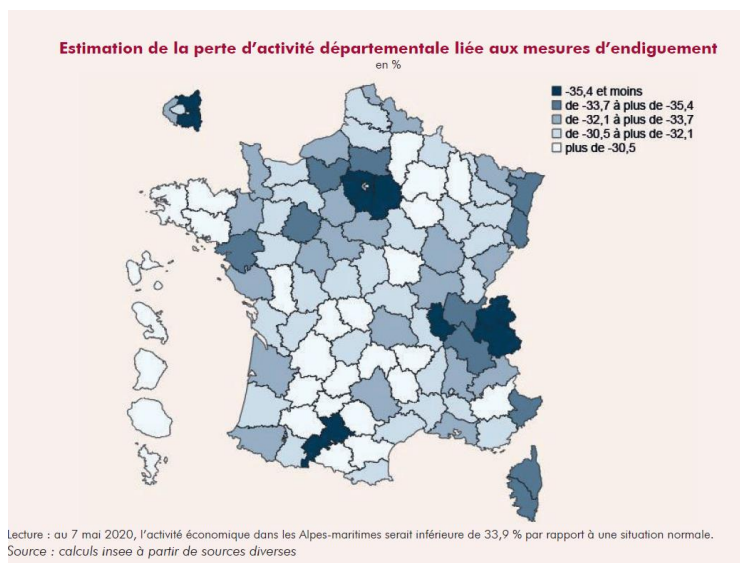 Estimation de la perte d'activité départementale liée aux mesures d'endiguement
en %
-35,4 et moins
de -33,7 à plus de -35,4
de -32,1 à plus de -33,7
de -30,5 à plus de -32,1
plus de -30,5
Lecture : au 7 mai 2020, l'activité économique dans les Alpes-maritimes serait inférieure de 33,9 % par rapport à une situation normale.
Source : calculs insee à partir de sources diverses